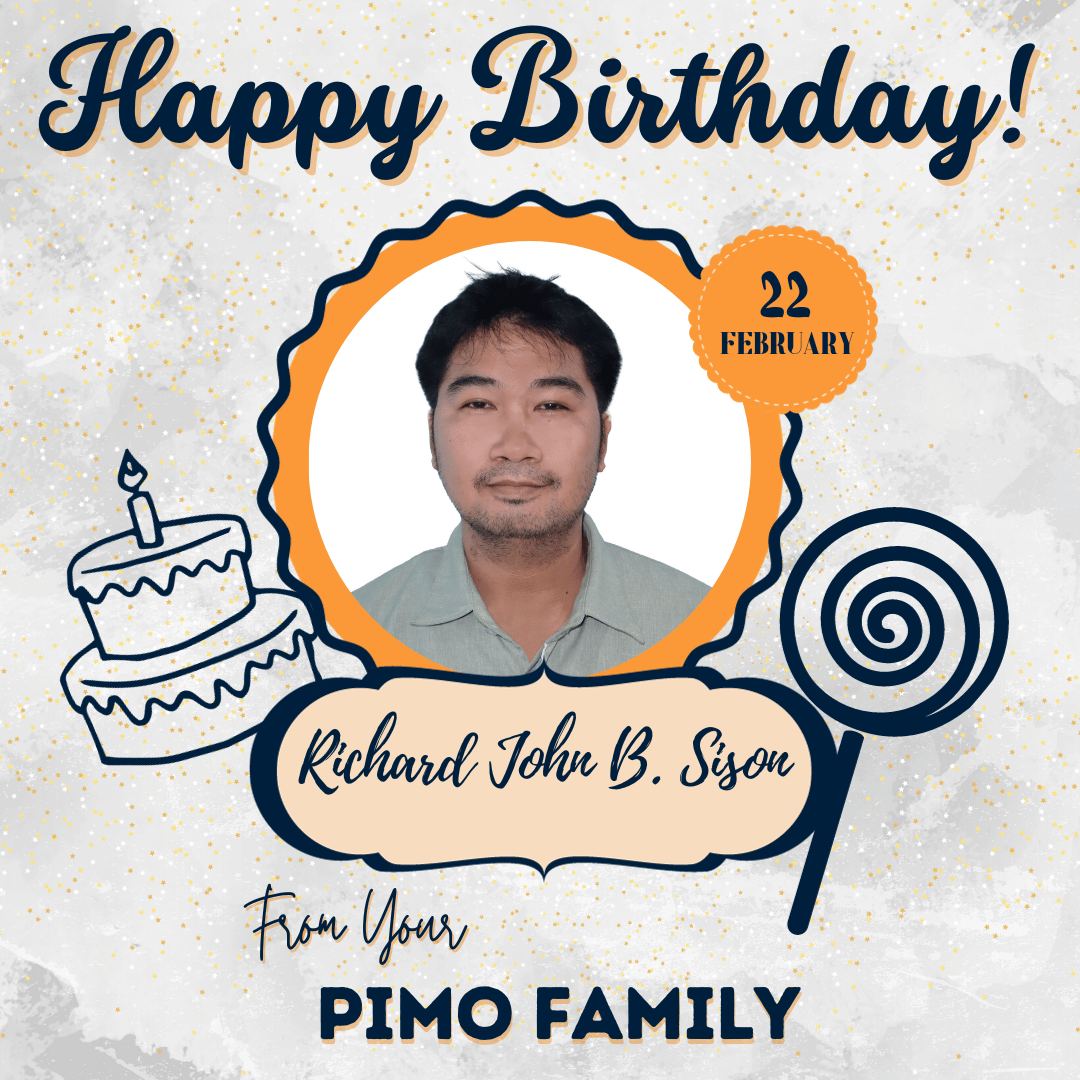 Happy Birthday!
22
FEBRUARY
Richard John B. Sison
From Your
PIMO FAMILY